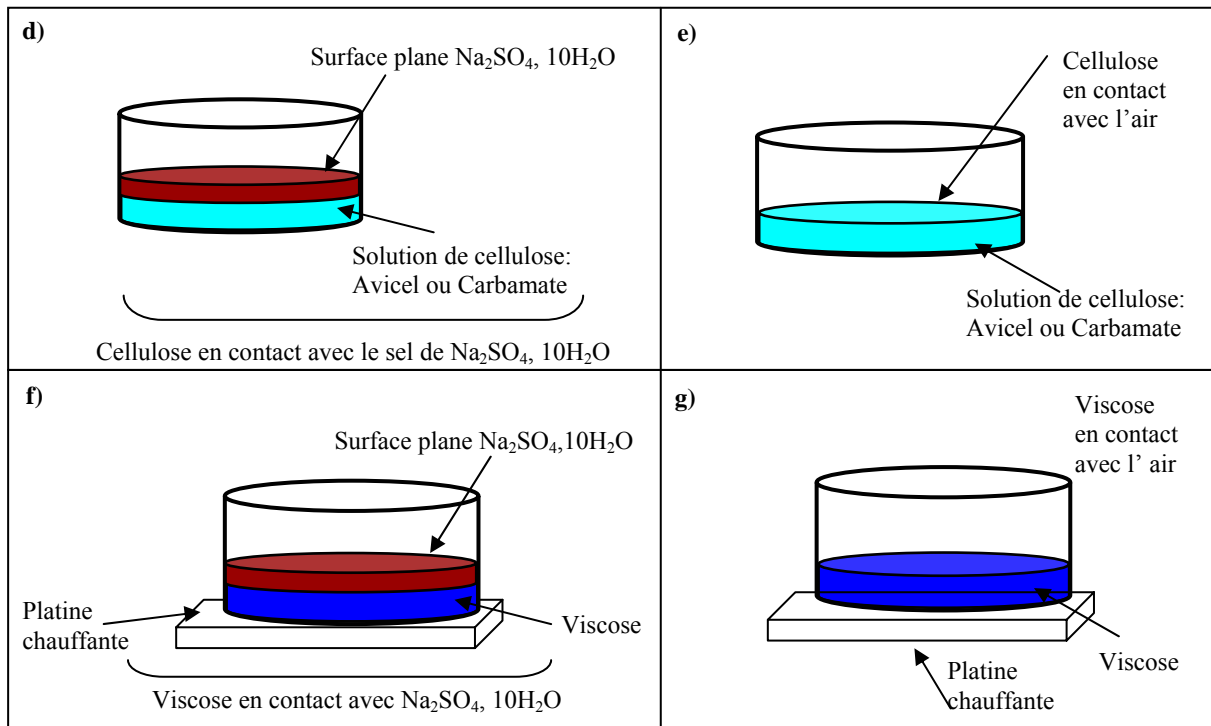 d)
Surface plane Na₂SO₄, 10H₂O
Solution de cellulose:
Avicel ou Carbamate
Cellulose en contact avec le sel de Na₂SO₄, 10H₂O
e)
Cellulose
en contact
avec l’air
Solution de cellulose:
Avicel ou Carbamate
f)
Surface plane Na₂SO₄,10H₂O
Platine
chauffante
Viscose
Viscose en contact avec Na₂SO₄, 10H₂O
g)
Viscose
en contact
avec l’ air
Viscose
Platine
chauffante